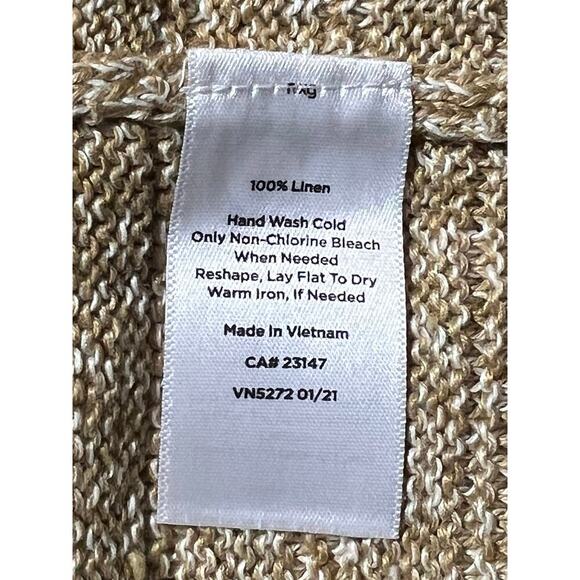 100% Linen
Hand Wash Cold
Only Non-Chlorine Bleach
When Needed
Reshape, Lay Flat To Dry
Warm Iron, If Needed
Made In Vietnam
CA# 23147
VN5272 01/21